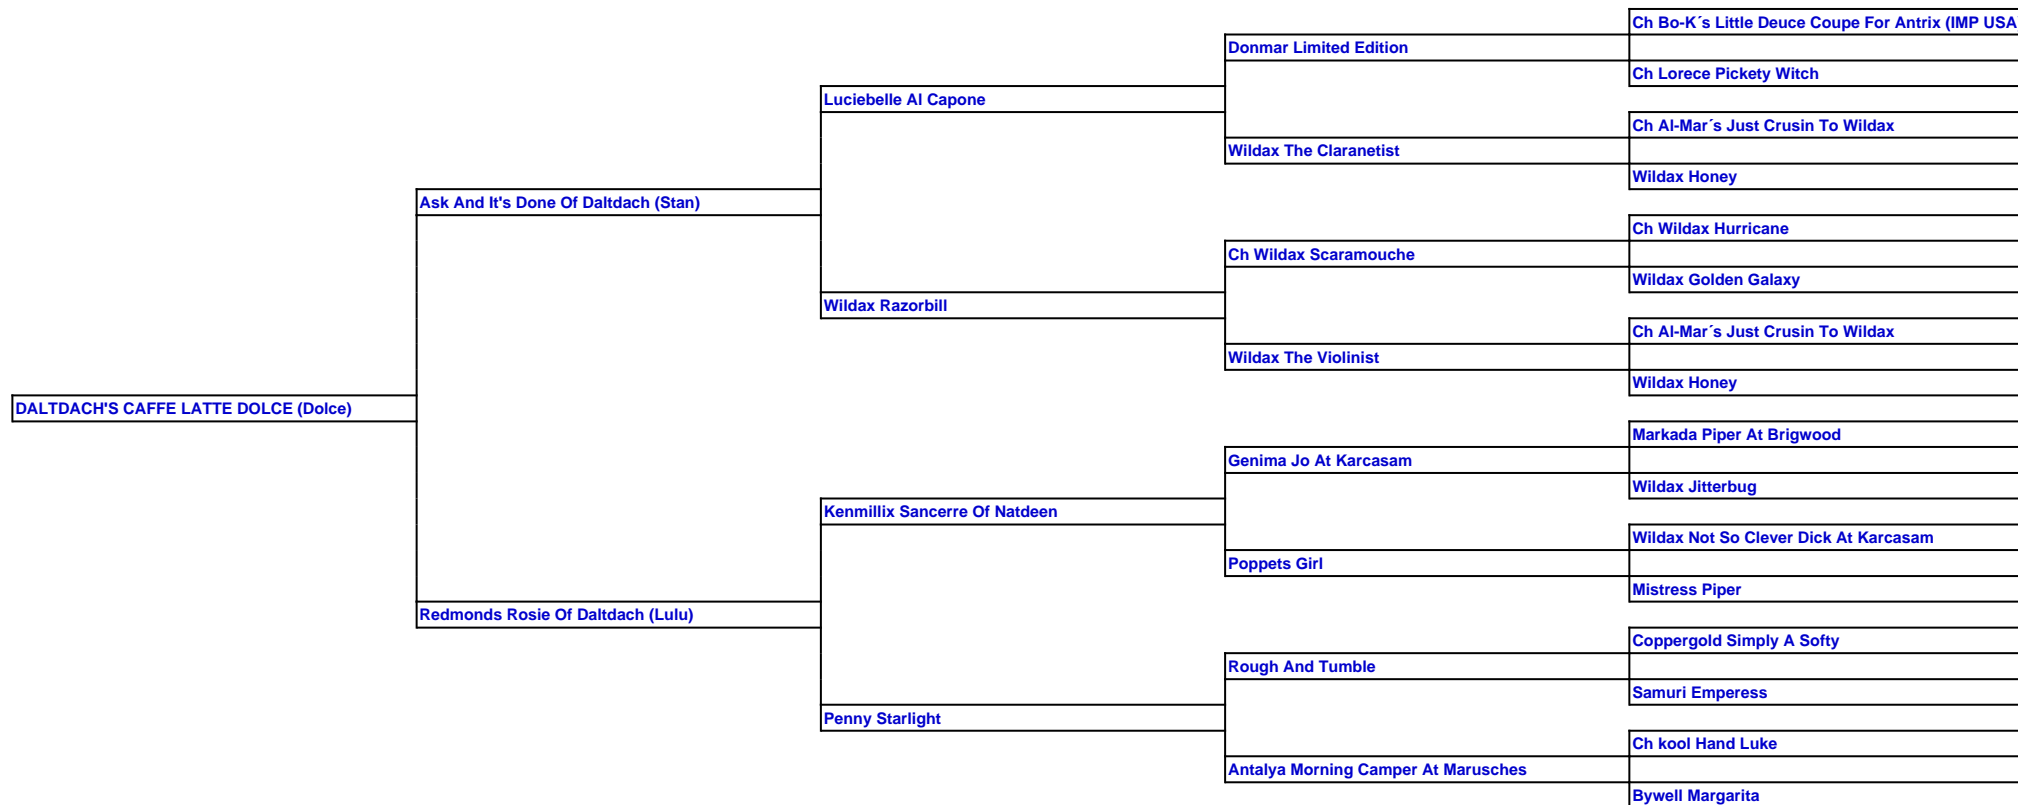 Ch Bo-K´s Little Deuce Coupe For Antrix (IMP USA
Donmar Limited Edition
Ch Lorece Pickety Witch
Luciebelle Al Capone
Ch Al-Mar´s Just Crusin To Wildax
Wildax The Claranetist
Wildax Honey
Ask And It's Done Of Daltdach (Stan)
Ch Wildax Hurricane
Ch Wildax Scaramouche
Wildax Golden Galaxy
Wildax Razorbill
Ch Al-Mar´s Just Crusin To Wildax
Wildax The Violinist
Wildax Honey
DALTDACH'S CAFFE LATTE DOLCE (Dolce)
Markada Piper At Brigwood
Genima Jo At Karcasam
Wildax Jitterbug
Kenmillix Sancerre Of Natdeen
Wildax Not So Clever Dick At Karcasam
Poppets Girl
Mistress Piper
Redmonds Rosie Of Daltdach (Lulu)
Coppergold Simply A Softy
Rough And Tumble
Samuri Emperess
Penny Starlight
Ch kool Hand Luke
Antalya Morning Camper At Marusches
Bywell Margarita